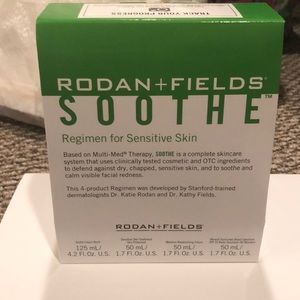 TRACK YOUR PROGRESS
RODAN+FIELDS®
SOOTHE™
Regimen for Sensitive Skin
Based on Multi-Med® Therapy, SOOTHE is a complete skincare
system that uses clinically tested cosmetic and OTC ingredients
to defend against dry, chapped, sensitive skin, and to soothe and
calm visible facial redness.
This 4-product Regimen was developed by Stanford-trained
dermatologists Dr. Katie Rodan and Dr. Kathy Fields.
RODAN+FIELDS®
125 mL/ 50 mL/ 50 mL/ 50 mL/
4.2 Fl. Oz. U.S. 1.7 Fl. Oz. U.S. 1.7 Fl. Oz. U.S. 1.7 Fl. Oz. U.S.